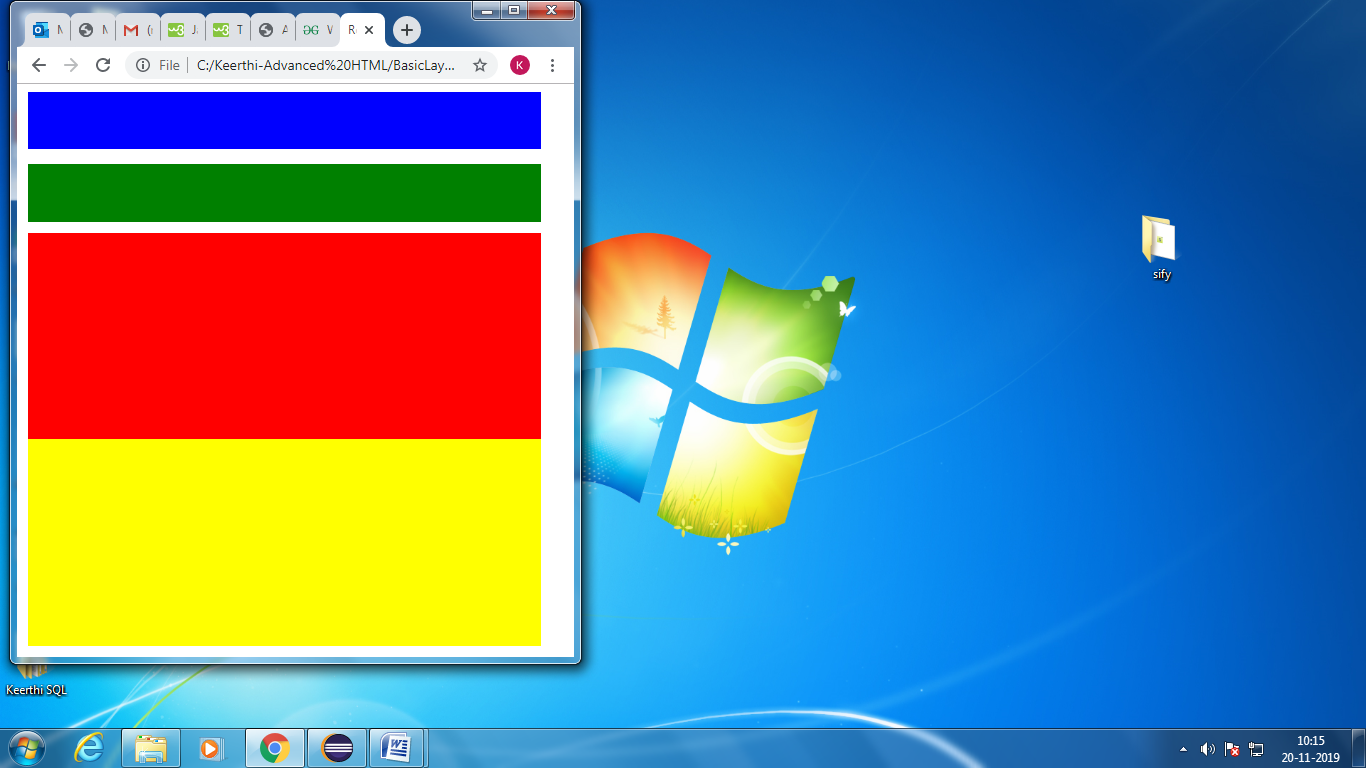 File
C:/Keerthi-Advanced%20HTML/BasicLay...
K
sify
Keerthi SQL
10:15
20-11-2019